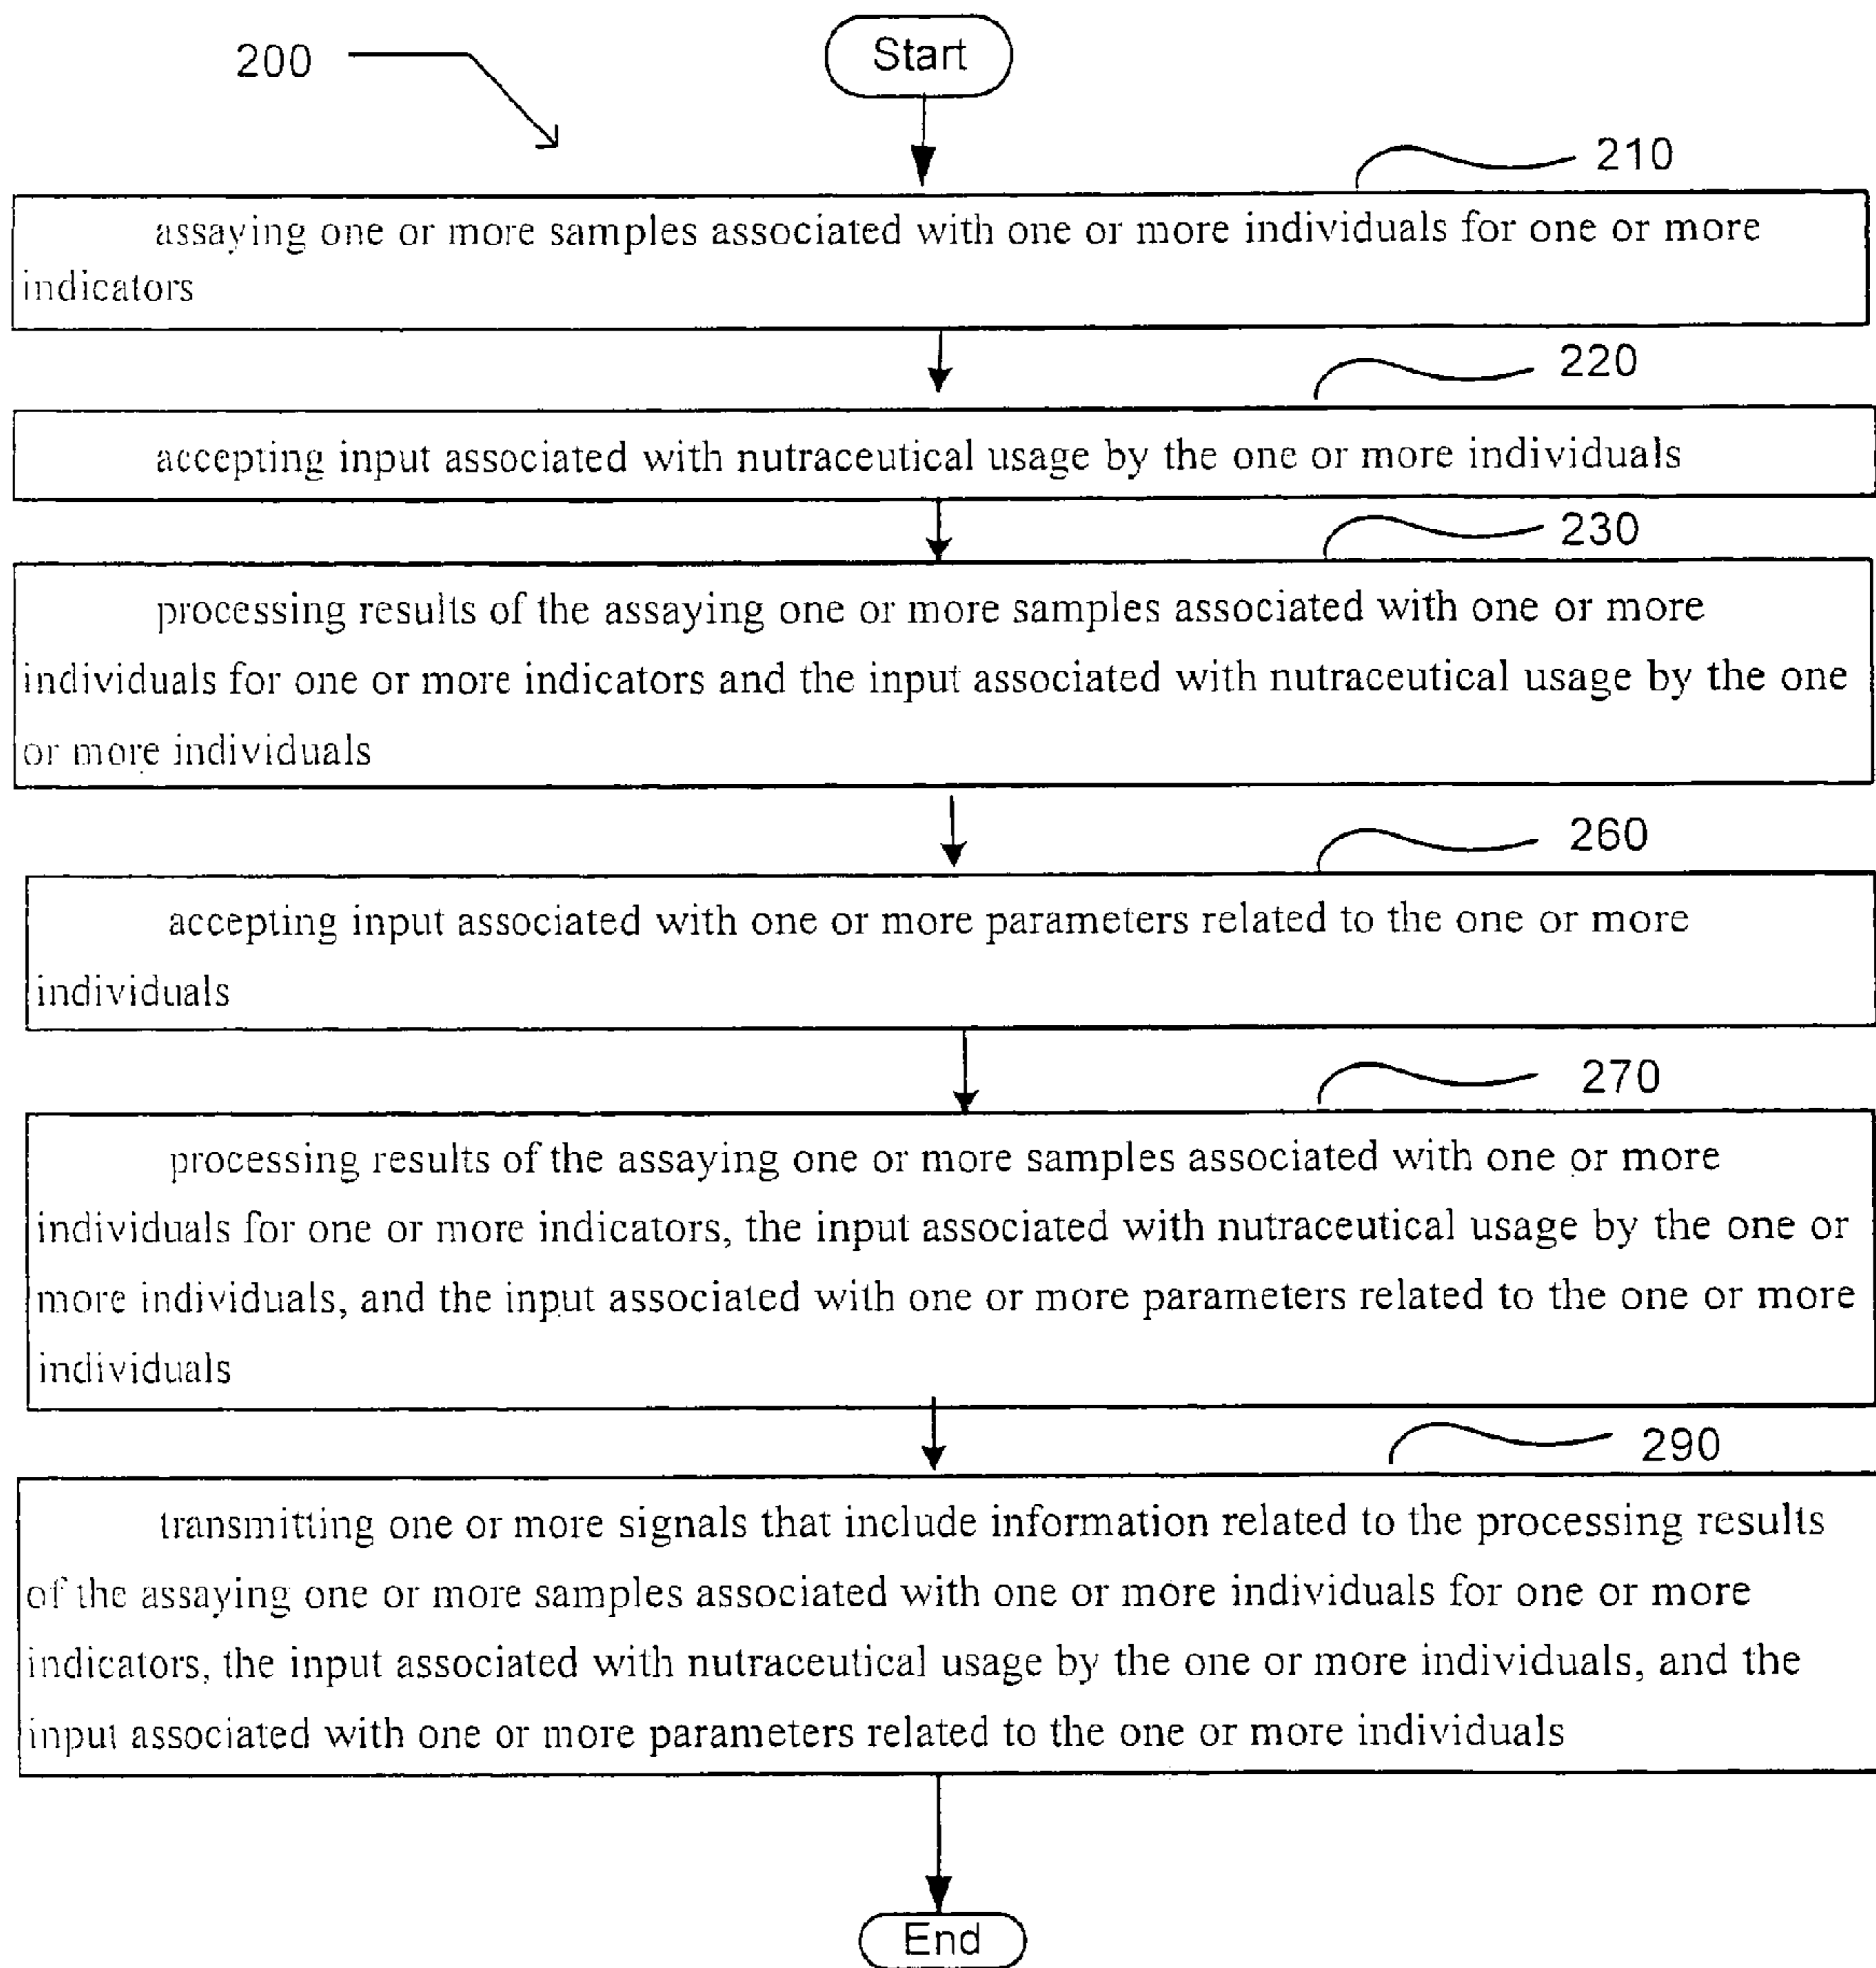 Start
200
210
assaying one or more samples associated with one or more individuals for one or more
indicators
220
accepting input associated with nutraceutical usage by the one or more individuals
230
processing results of the assaying one or more samples associated with one or more
individuals for one or more indicators and the input associated with nutraceutical usage by the one
or more individuals
260
accepting input associated with one or more parameters related to the one or more
individuals
270
processing results of the assaying one or more samples associated with one or more
individuals for one or more indicators, the input associated with nutraceutical usage by the one or
more individuals, and the input associated with one or more parameters related to the one or more
individuals
290
transmitting one or more signals that include information related to the processing results
of the assaying one or more samples associated with one or more individuals for one or more
indicators, the input associated with nutraceutical usage by the one or more individuals, and the
input associated with one or more parameters related to the one or more individuals
End